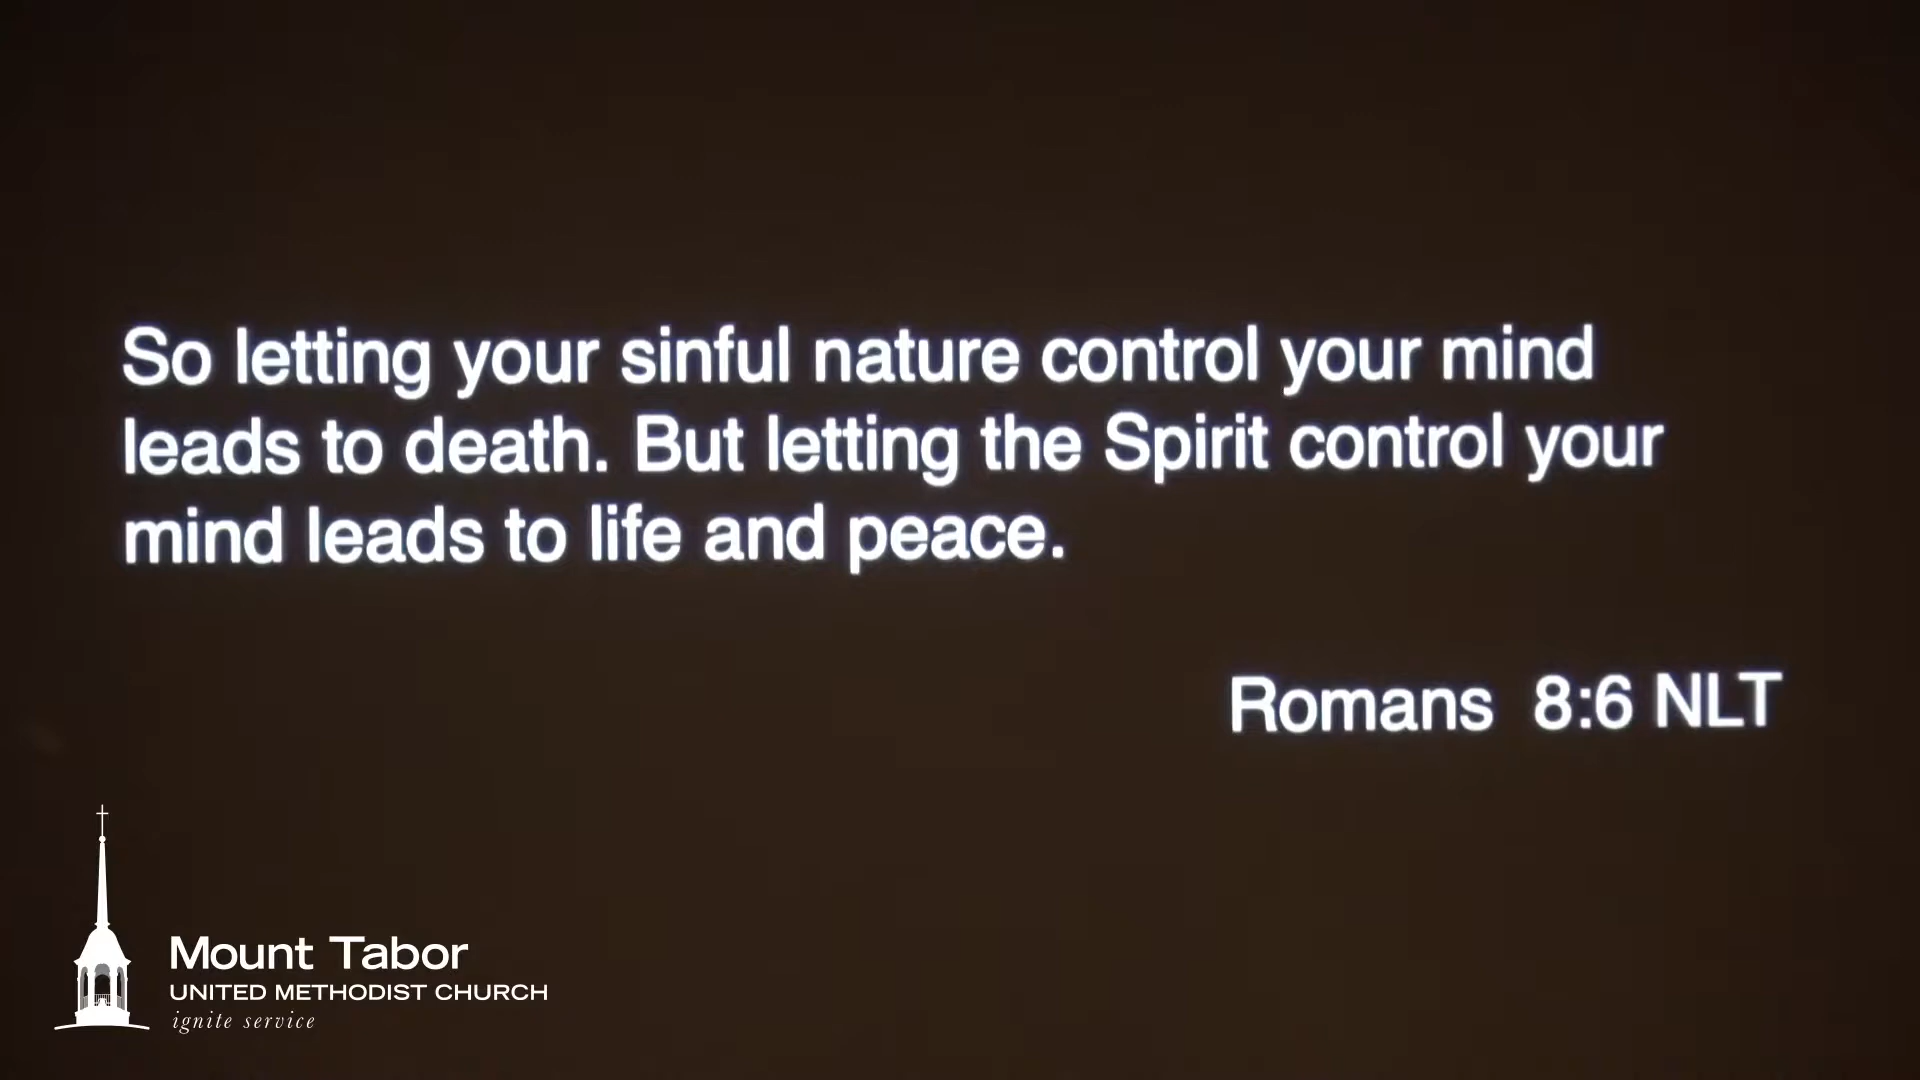 So letting your sinful nature control your mind
leads to death. But letting the Spirit control your
mind leads to life and peace.
Romans 8:6 NLT
Mount Tabor
UNITED METHODIST CHURCH
ignite service